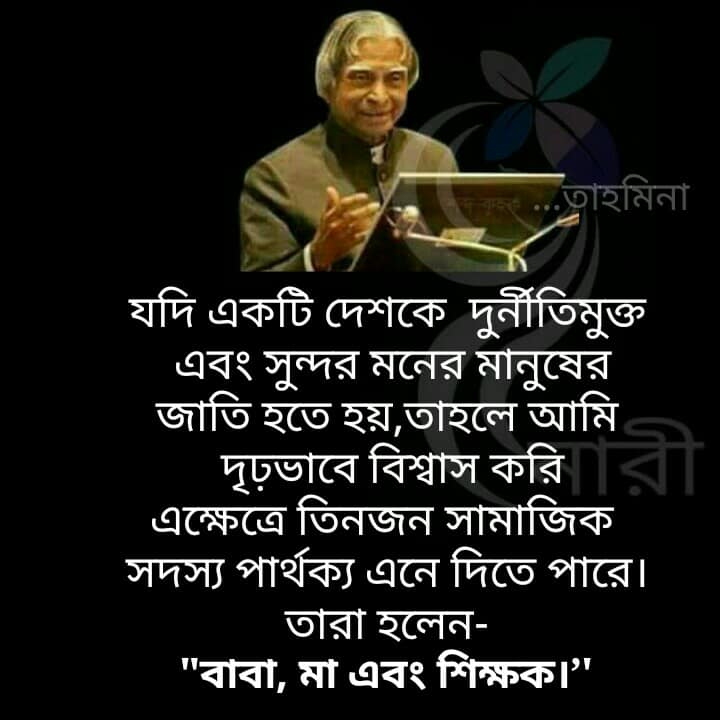 ...তাহমিনা
যদি একটি দেশকে দুর্নীতিমুক্ত
এবং সুন্দর মনের মানুষের
জাতি হতে হয়,তাহলে আমি
দৃঢ়ভাবে বিশ্বাস করি
এক্ষেত্রে তিনজন সামাজিক
সদস্য পার্থক্য এনে দিতে পারে।
তারা হলেন-
"বাবা, মা এবং শিক্ষক।’’